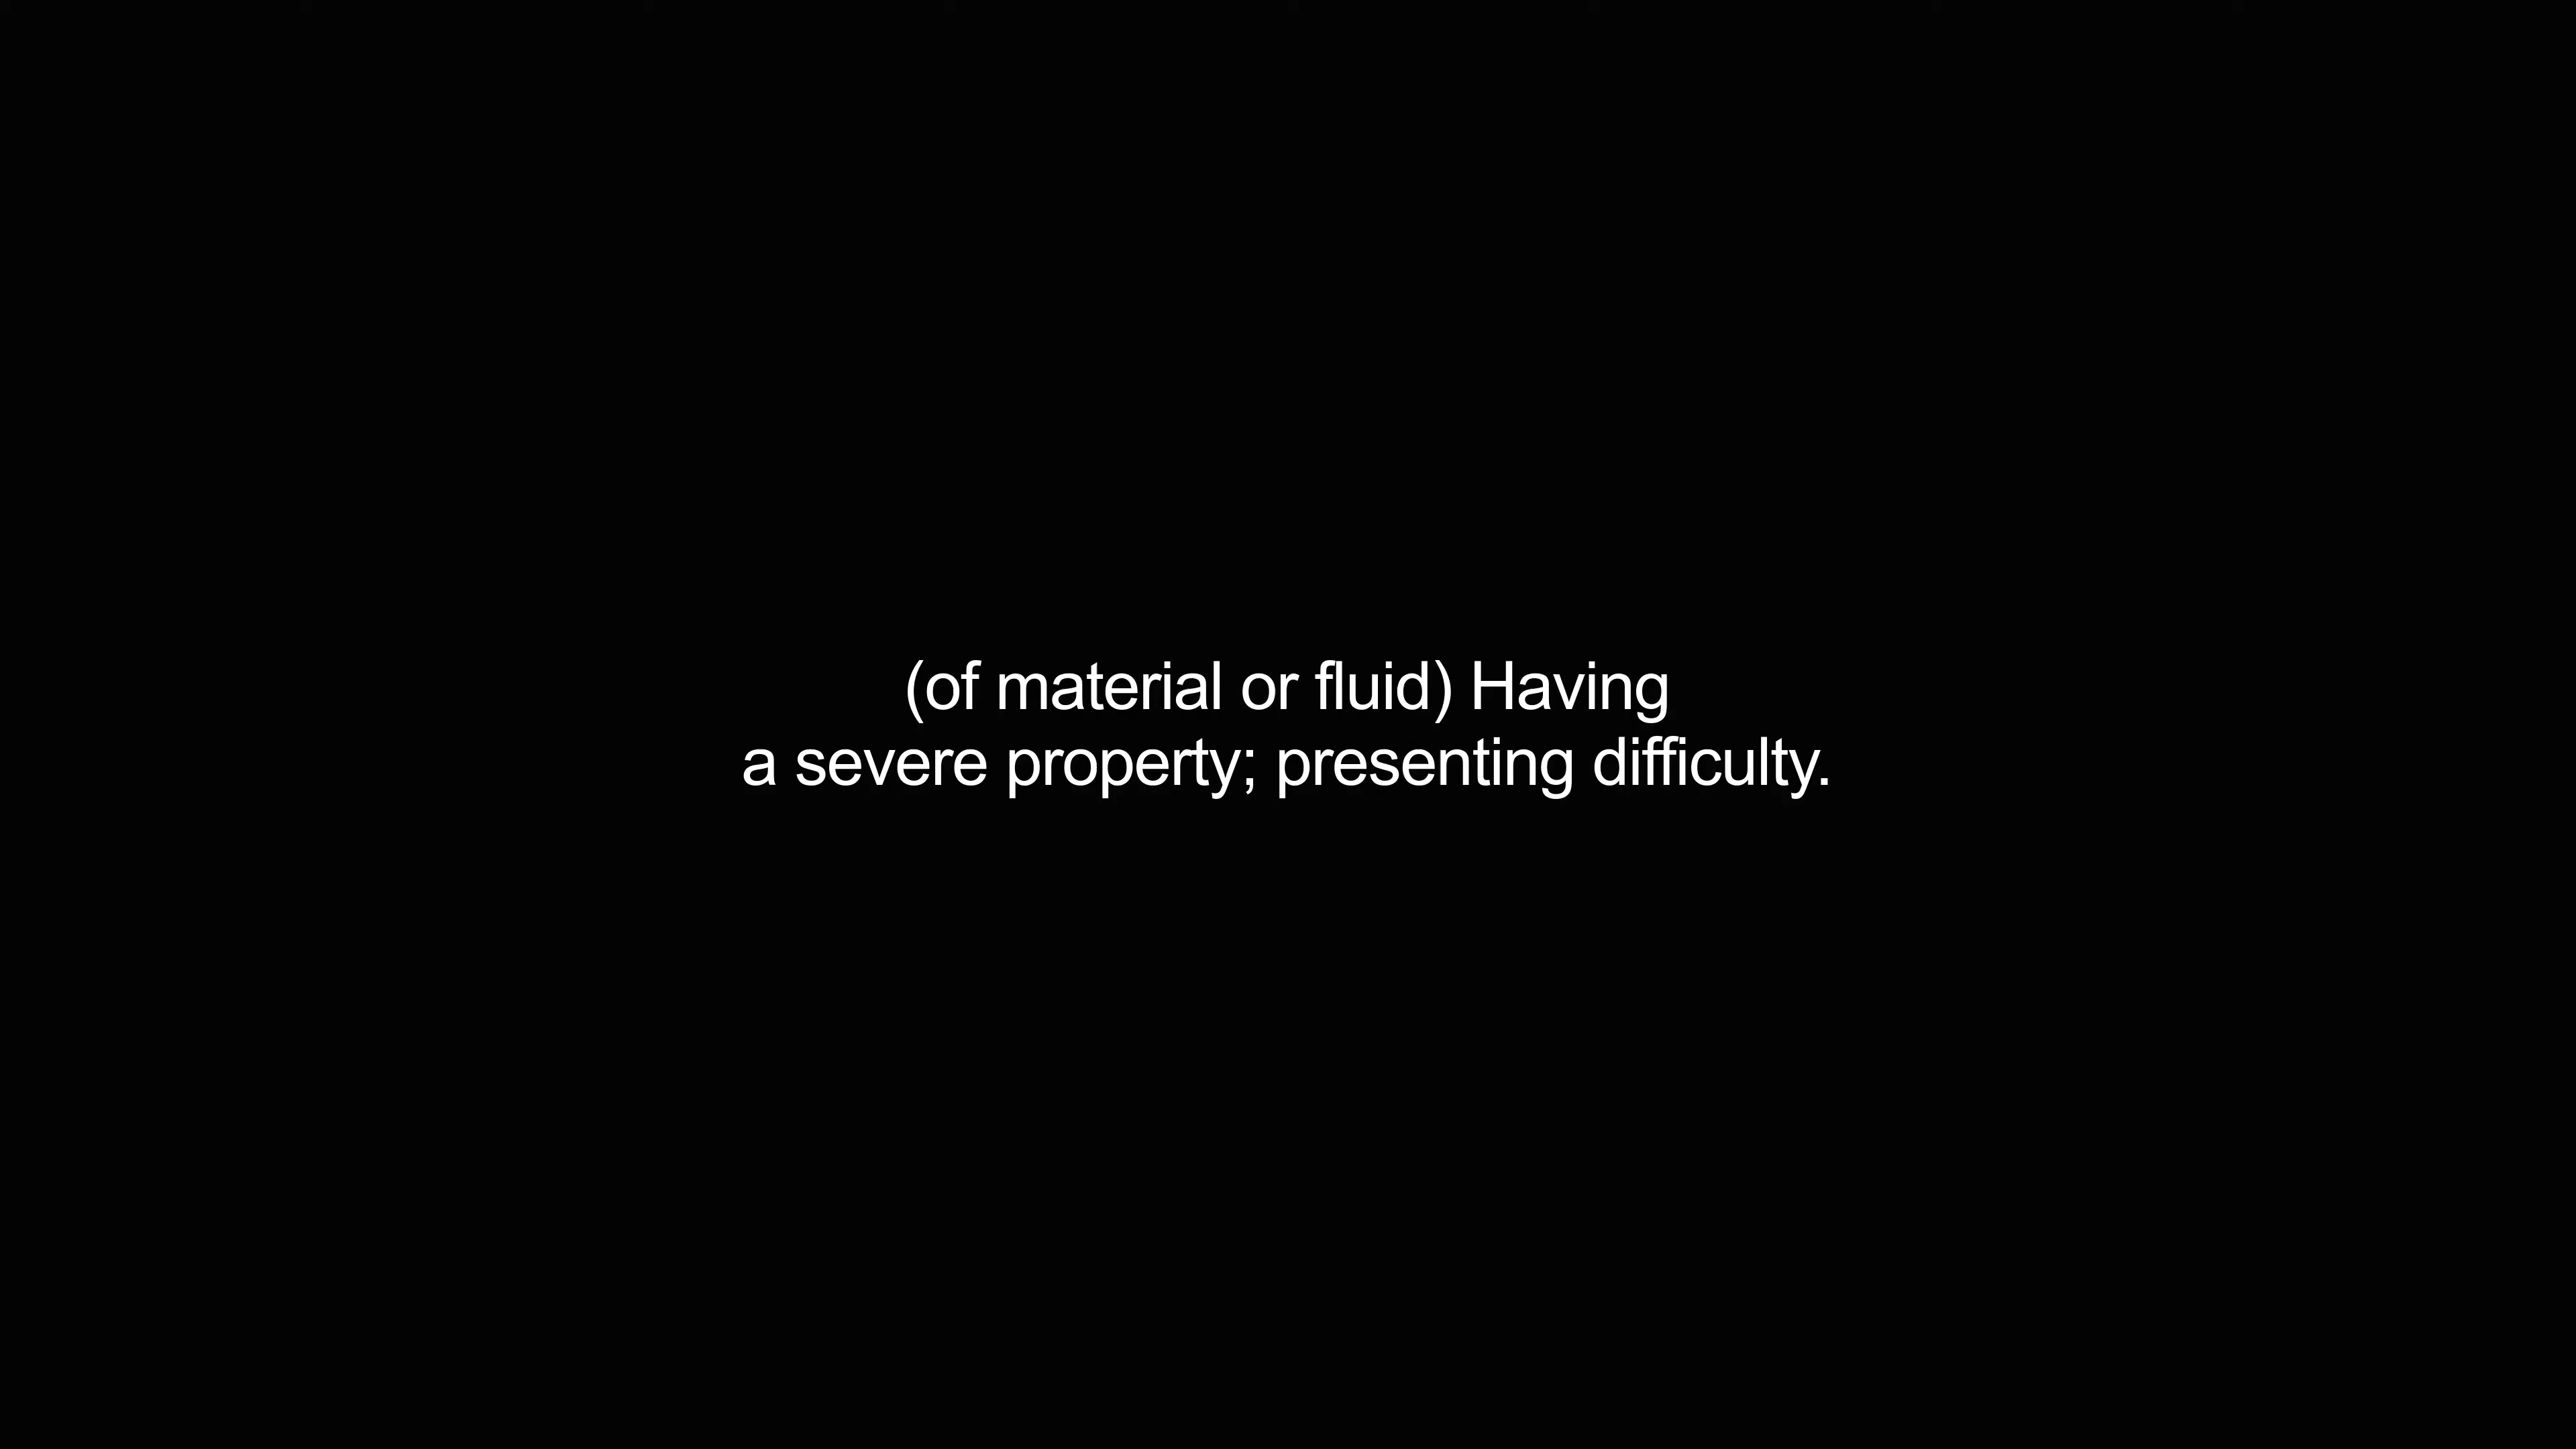 (of material or fluid) Having
a severe property; presenting difficulty.